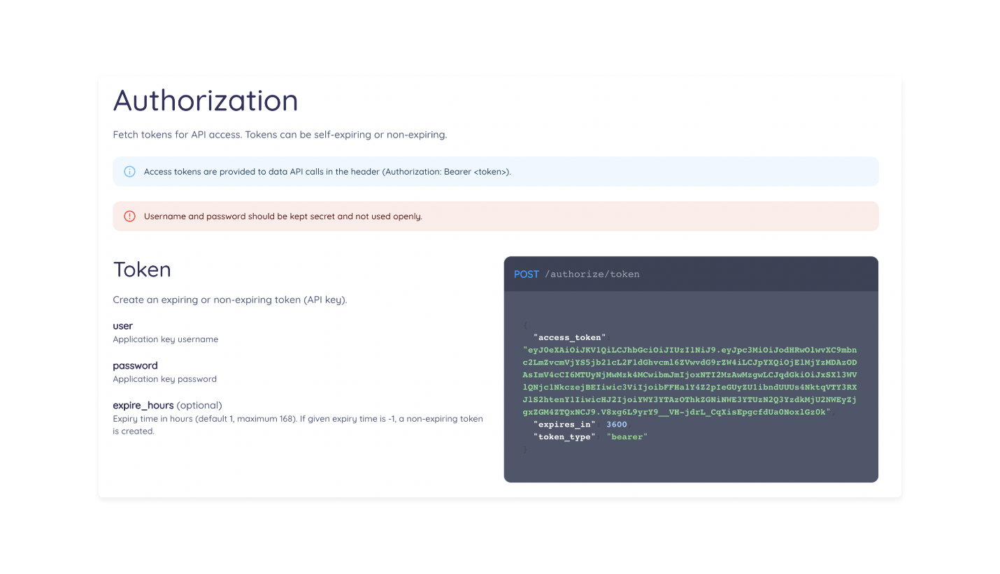 Authorization
Fetch tokens for API access. Tokens can be self-expiring or non-expiring.
Access tokens are provided to data API calls in the header (Authorization: Bearer <token>).
Username and password should be kept secret and not used openly.
Token
Create an expiring or non-expiring token (API key).
user
Application key username
password
Application key password
expire_hours (optional)
Expiry time in hours (default 1, maximum 168). If given expiry time is -1, a non-expiring token
is created.
POST /authorize/token
{
"access_token":
"eyJ0eXAiOiJKV1QiLCJhbGciOiJIUzI1NiJ9.eyJpc3MiOiJodHRwOlwvXC9mbn
c2LmZvcmVjYS5jb21cL2F1dGhvcml6ZVwvdG9rZW4iLCJpYXQiOjE1MjYzMDAzOD
AsImV4cCI6MTUyNjMwMzk4MCwibmJmIjoxNTI2MzAwMzgwLCJqdGkiOiJxSXl3WV
lQNjc1NkczejBEIiwic3ViIjoibFFHa1Y4Z2pIeGUyZU1ibndUUUs4NktqVTY3RX
J1S2htenY1IiwicHJ2IjoiYWY3YTAzOThkZGNiNWE3YTUzN2Q3YzdkMjU2NWEyZj
gxZGM4ZTQxNCJ9.V8xg6L9yrY9__VH-jdrL_CqXisEpgcfdUa0NoxlGz0k",
"expires_in": 3600,
"token_type": "bearer"
}